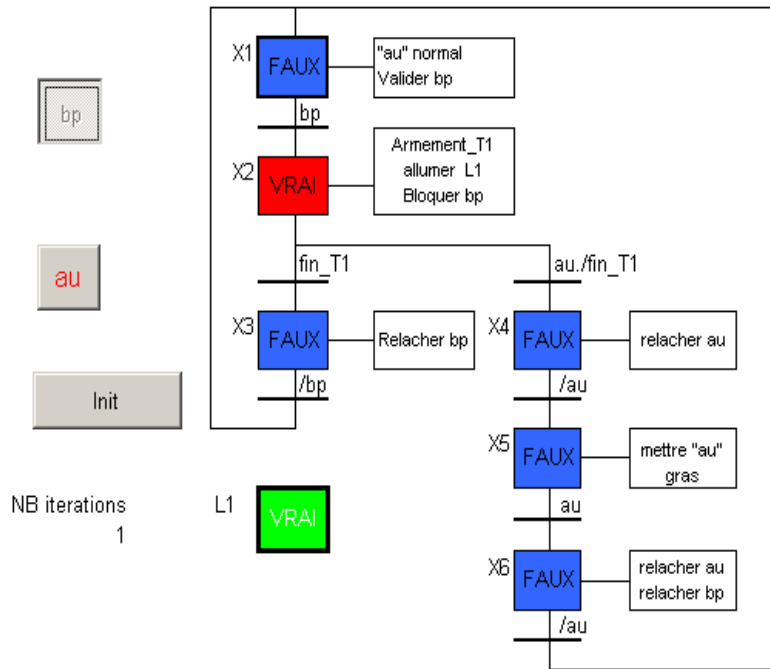 X1
FAUX
"au" normal
Valider bp
bp
bp
X2
VRAI
Armement_T1
allumer L1
Bloquer bp
au
fin_T1
au./fin_T1
X3
FAUX
Relacher bp
X4
FAUX
relacher au
Init
/bp
/au
X5
FAUX
mettre "au"
gras
NB iterations
1
L1
VRAI
au
X6
FAUX
relacher au
relacher bp
/au